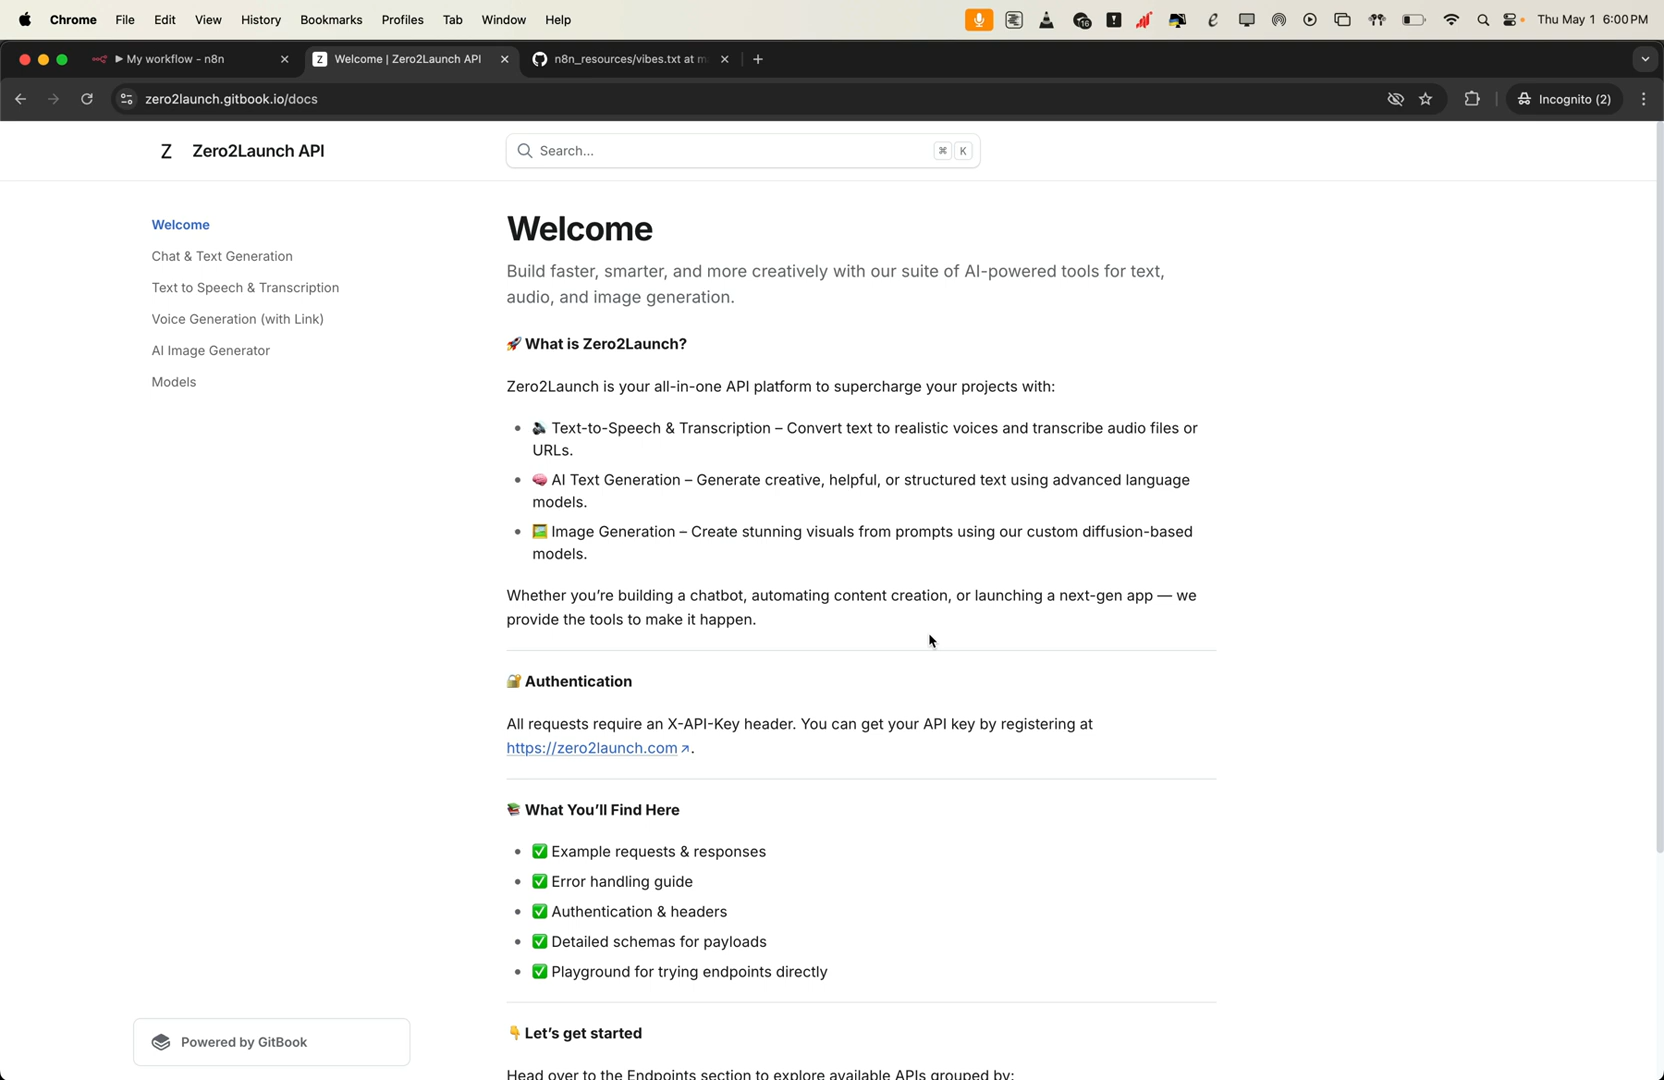 Chrome File Edit View History Bookmarks Profiles Tab Window Help Thu May 1 6:00 PM
My workflow - n8n Welcome | Zero2Launch API n8n_resources/vibes.txt at m
zero2launch.gitbook.io/docs Incognito (2)
Z Zero2Launch API Search... ⌘ K
Welcome
Chat & Text Generation
Text to Speech & Transcription
Voice Generation (with Link)
AI Image Generator
Models
Powered by GitBook
Welcome
Build faster, smarter, and more creatively with our suite of AI-powered tools for text,
audio, and image generation.
🚀 What is Zero2Launch?
Zero2Launch is your all-in-one API platform to supercharge your projects with:
• 🔊 Text-to-Speech & Transcription – Convert text to realistic voices and transcribe audio files or
URLs.
• 🧠 AI Text Generation – Generate creative, helpful, or structured text using advanced language
models.
• 🖼️ Image Generation – Create stunning visuals from prompts using our custom diffusion-based
models.
Whether you’re building a chatbot, automating content creation, or launching a next-gen app — we
provide the tools to make it happen.
🔐 Authentication
All requests require an X-API-Key header. You can get your API key by registering at
https://zero2launch.com ↗.
📚 What You’ll Find Here
• ✅ Example requests & responses
• ✅ Error handling guide
• ✅ Authentication & headers
• ✅ Detailed schemas for payloads
• ✅ Playground for trying endpoints directly
👇 Let’s get started
Head over to the Endpoints section to explore available APIs grouped by: